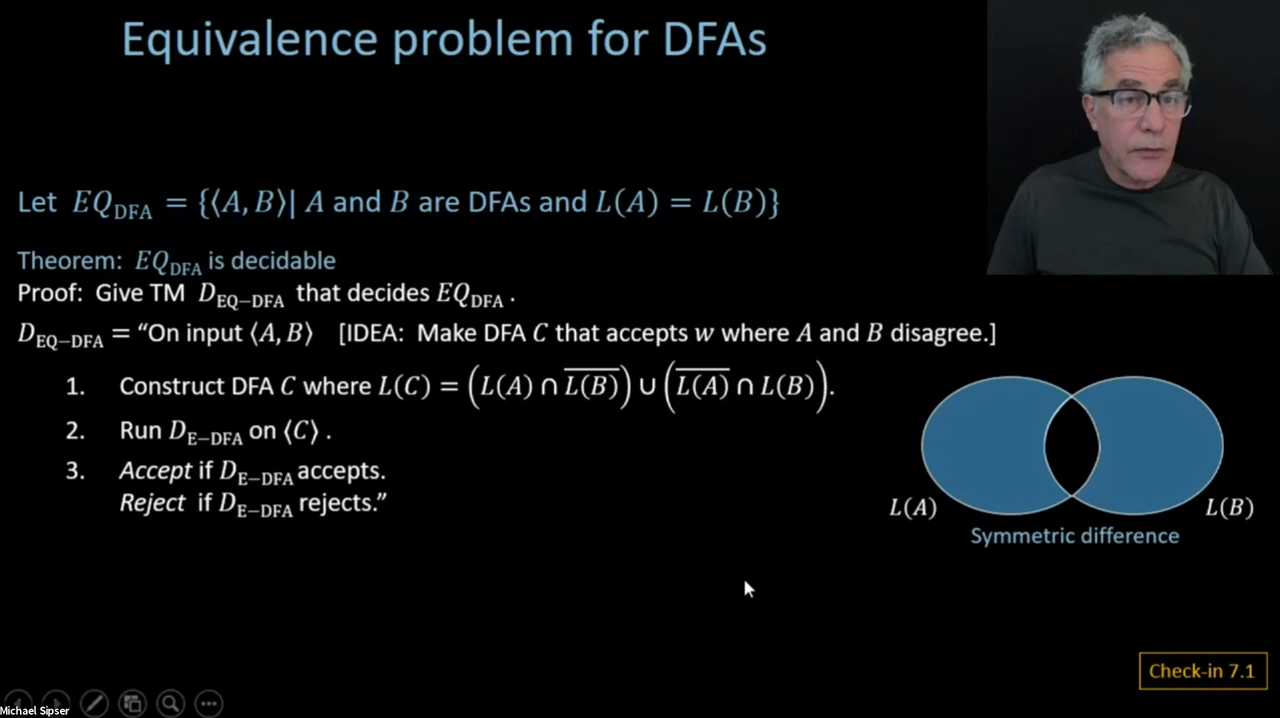 Equivalence problem for DFAs
Let EQ_DFA = {⟨A, B⟩| A and B are DFAs and L(A) = L(B)}
Theorem: EQ_DFA is decidable
Proof: Give TM D_EQ−DFA that decides EQ_DFA .
D_EQ−DFA = “On input ⟨A, B⟩ [IDEA: Make DFA C that accepts w where A and B disagree.]
1. Construct DFA C where L(C) = (L(A) ∩ \overline{L(B)}) ∪ (\overline{L(A)} ∩ L(B)).
2. Run D_E−DFA on ⟨C⟩ .
3. Accept if D_E−DFA accepts.
Reject if D_E−DFA rejects.”
L(A) L(B)
Symmetric difference
Check-in 7.1
Michael Sipser